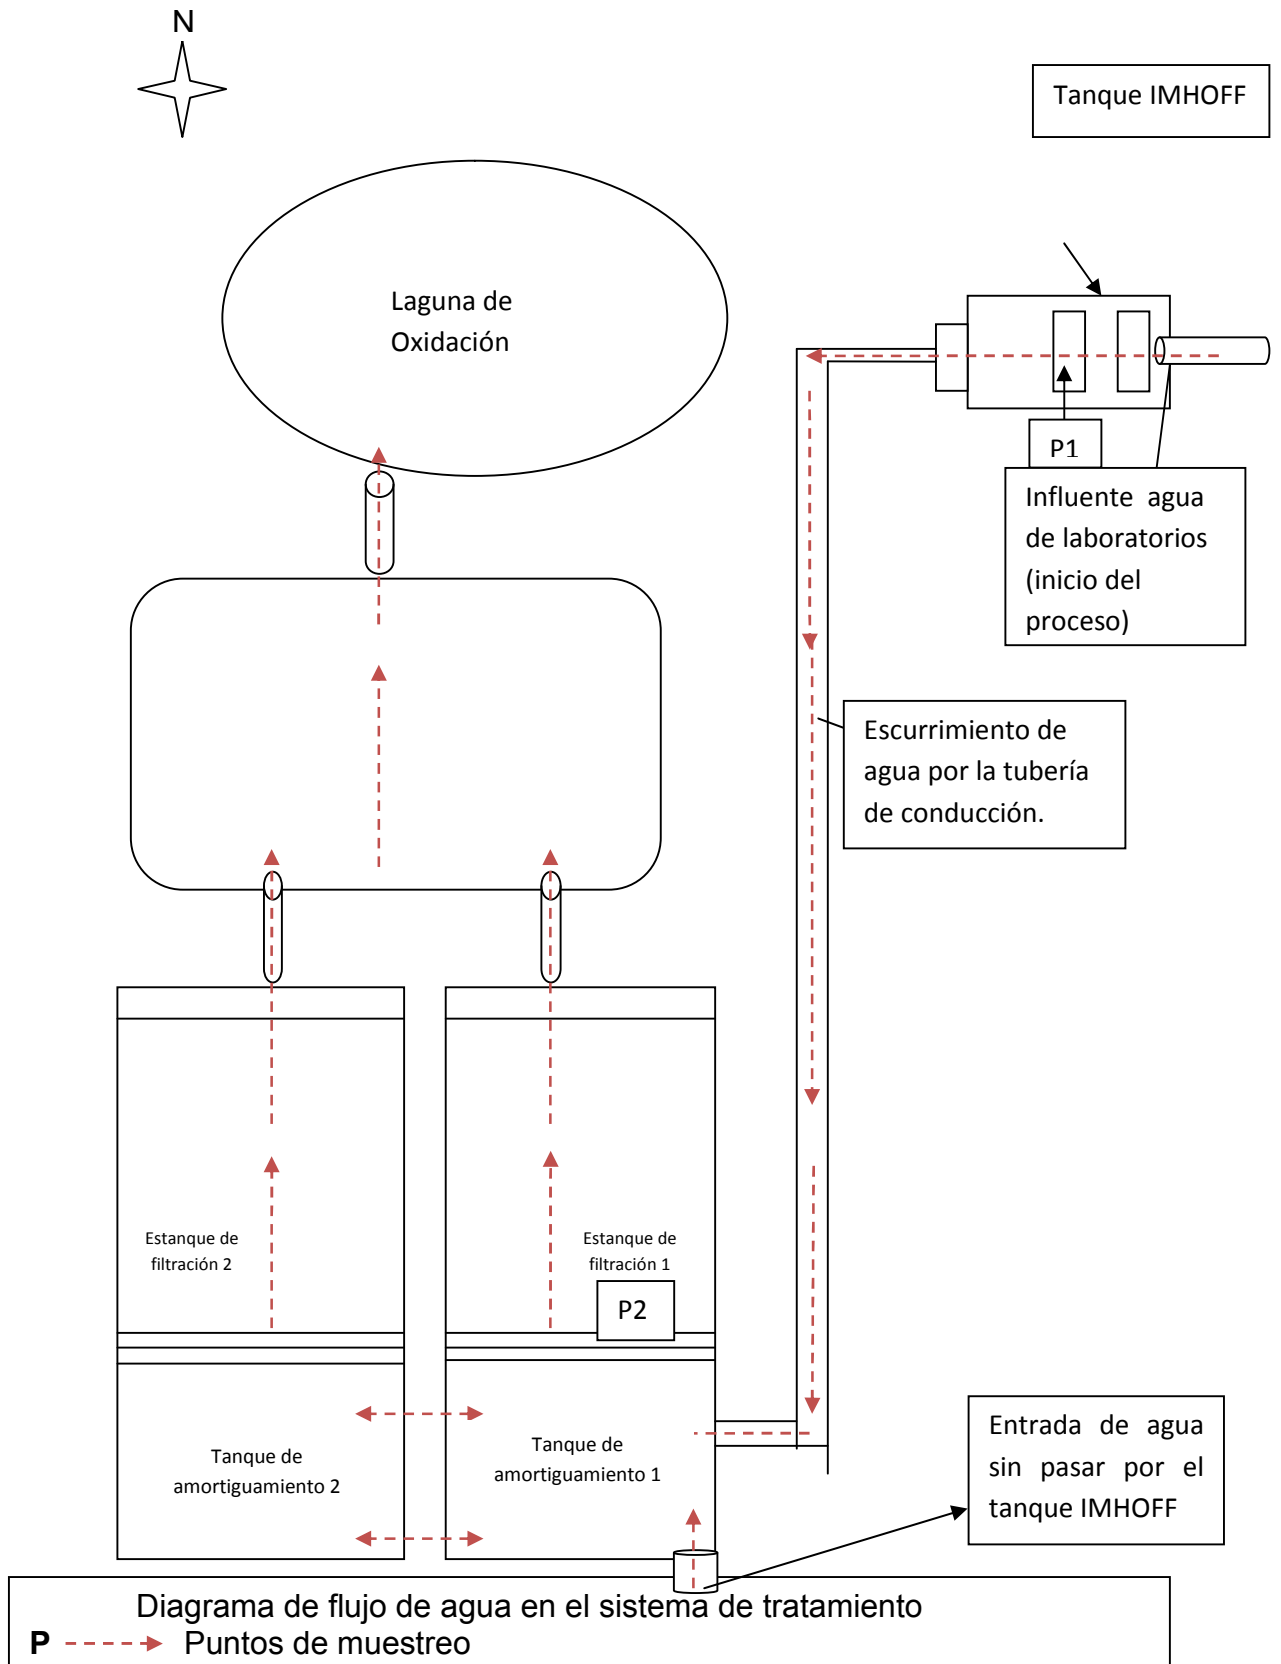 N
Tanque IMHOFF
Laguna de
Oxidación
P1
Influente agua
de laboratorios
(inicio del
proceso)
Escurrimiento de
agua por la tubería
de conducción.
Estanque de
filtración 2
Estanque de
filtración 1
P2
Tanque de
amortiguamiento 2
Tanque de
amortiguamiento 1
Entrada de agua
sin pasar por el
tanque IMHOFF
Diagrama de flujo de agua en el sistema de tratamiento
P Puntos de muestreo